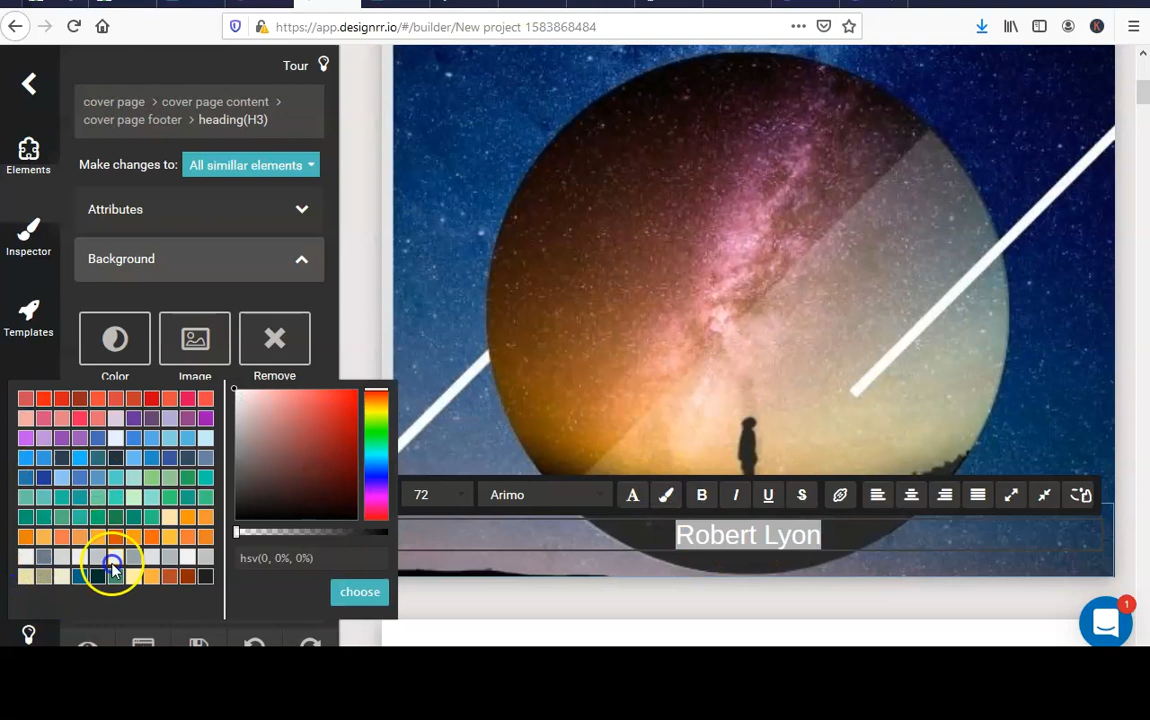 https://app.designrr.io/#/builder/New project 1583868484
Tour
cover page > cover page content >
cover page footer > heading(H3)
Make changes to: All simillar elements
Attributes
Elements
Background
Inspector
Templates
Color Image Remove
72 Arimo A B I U S
Robert Lyon
hsv(0, 0%, 0%)
choose
1